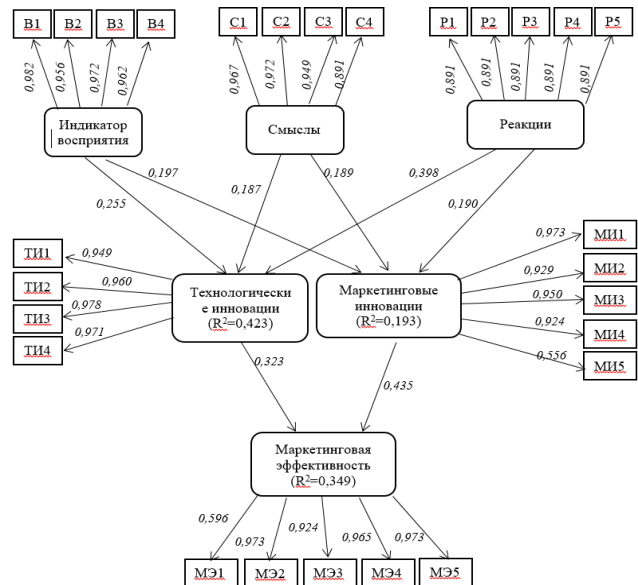 В1 В2 В3 В4 С1 С2 С3 С4 Р1 Р2 Р3 Р4 Р5
0,982 0,956 0,972 0,962 0,967 0,972 0,949 0,891 0,891 0,891 0,891 0,891 0,891
Индикатор
восприятия
Смыслы
Реакции
0,197 0,189 0,398
0,255 0,187 0,190
ТИ1
ТИ2
ТИ3
ТИ4
0,949
0,960
0,978
0,971
Технологически
е инновации
(R²=0,423)
Маркетинговые
инновации
(R²=0,193)
0,973
0,929
0,950
0,924
0,556
МИ1
МИ2
МИ3
МИ4
МИ5
0,323 0,435
Маркетинговая
эффективность
(R²=0,349)
0,596 0,973 0,924 0,965 0,973
МЭ1 МЭ2 МЭ3 МЭ4 МЭ5